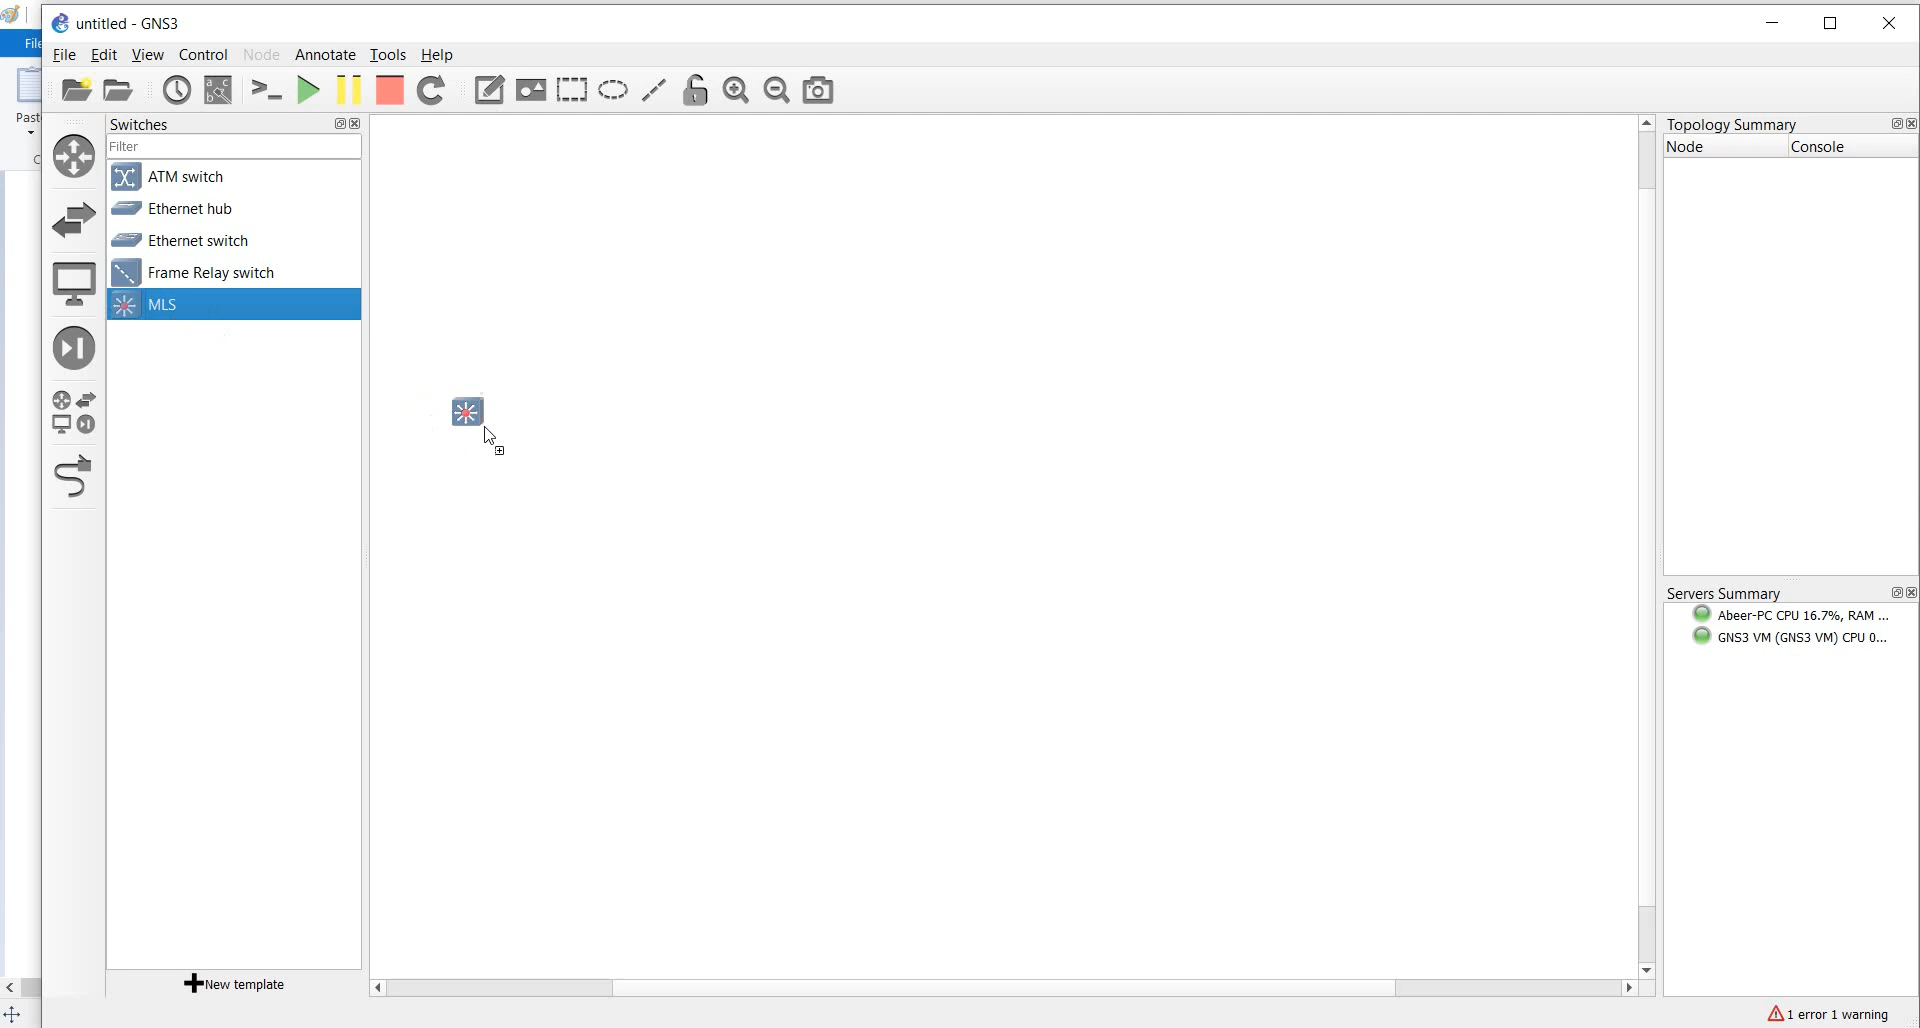 untitled - GNS3
File
File Edit View Control Node Annotate Tools Help
Switches
Filter
ATM switch
Ethernet hub
Ethernet switch
Frame Relay switch
MLS
New template
Topology Summary
Node Console
Servers Summary
Abeer-PC CPU 16.7%, RAM ...
GNS3 VM (GNS3 VM) CPU 0...
1 error 1 warning
Past
C